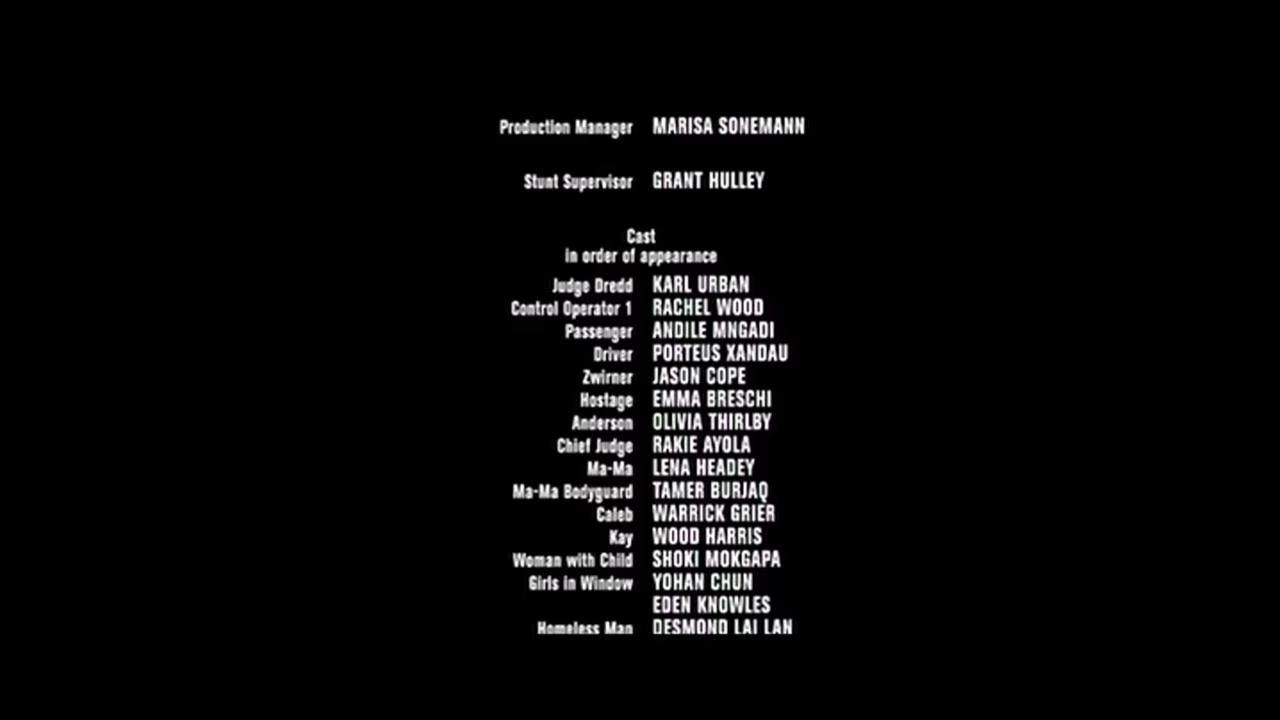 Production Manager MARISA SONEMANN
Stunt Supervisor GRANT HULLEY
Cast
in order of appearance
Judge Dredd KARL URBAN
Control Operator 1 RACHEL WOOD
Passenger ANDILE MNGADI
Driver PORTEUS XANDAU
Zwirner JASON COPE
Hostage EMMA BRESCHI
Anderson OLIVIA THIRLBY
Chief Judge RAKIE AYOLA
Ma-Ma LENA HEADEY
Ma-Ma Bodyguard TAMER BURJAQ
Caleb WARRICK GRIER
Kay WOOD HARRIS
Woman with Child SHOKI MOKGAPA
Girls in Window YOHAN CHUN
EDEN KNOWLES
Homeless Man DESMOND LAI LAN